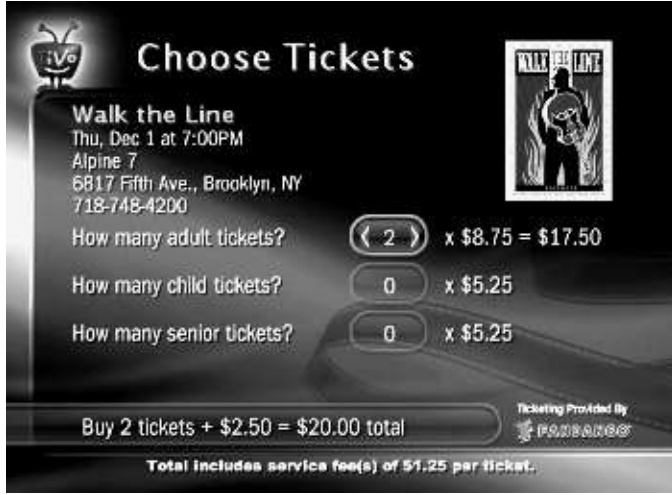 TiVo
Choose Tickets
WALK THE LINE
Walk the Line
Thu, Dec 1 at 7:00PM
Alpine 7
6817 Fifth Ave., Brooklyn, NY
718-748-4200
How many adult tickets? 2 x $8.75 = $17.50
How many child tickets? 0 x $5.25
How many senior tickets? 0 x $5.25
Buy 2 tickets + $2.50 = $20.00 total
Ticketing Provided By
FANDANGO
Total includes service fee(s) of $1.25 per ticket.